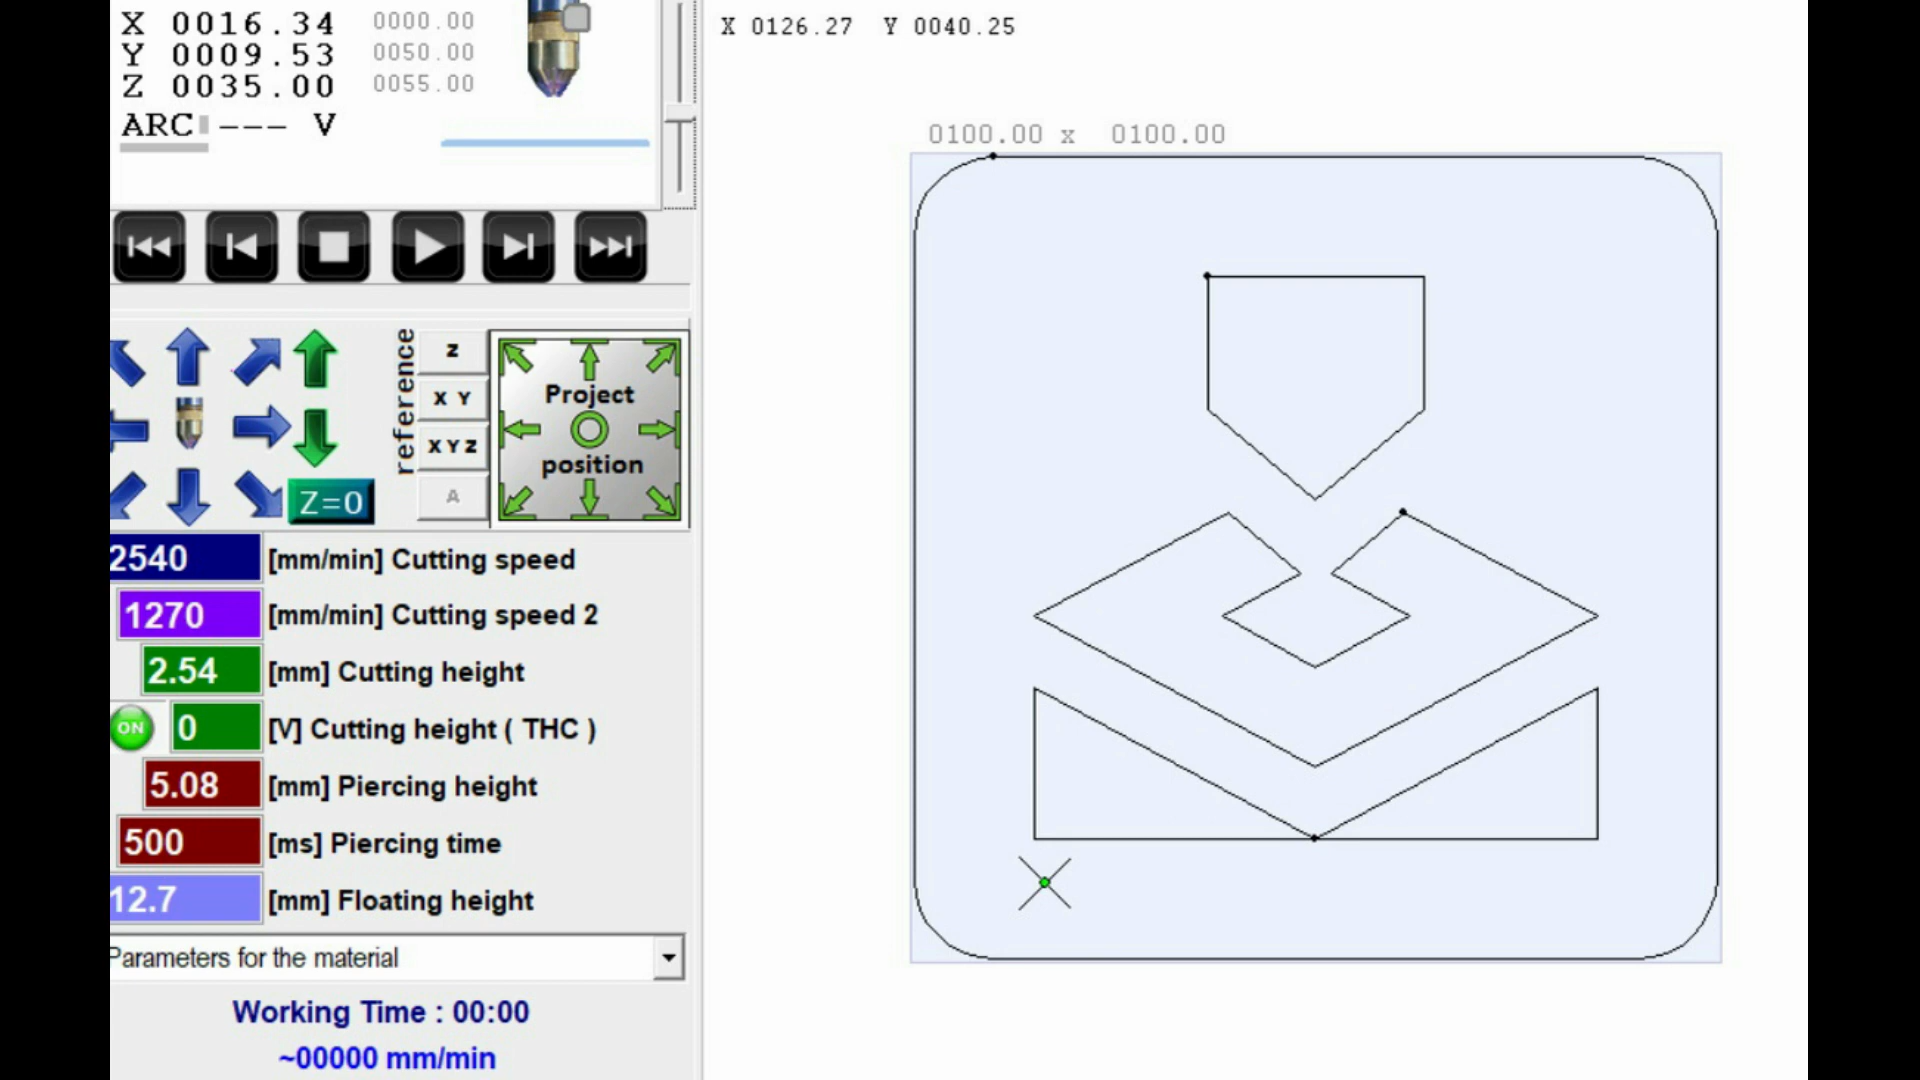 X 0016.34 0000.00
Y 0009.53 0050.00
Z 0035.00 0055.00
ARC --- V
X 0126.27 Y 0040.25
0100.00 x 0100.00
reference
Z
X Y
X Y Z
A
Project
position
Z=0
2540 [mm/min] Cutting speed
1270 [mm/min] Cutting speed 2
2.54 [mm] Cutting height
ON 0 [V] Cutting height ( THC )
5.08 [mm] Piercing height
500 [ms] Piercing time
12.7 [mm] Floating height
Parameters for the material
Working Time : 00:00
~00000 mm/min